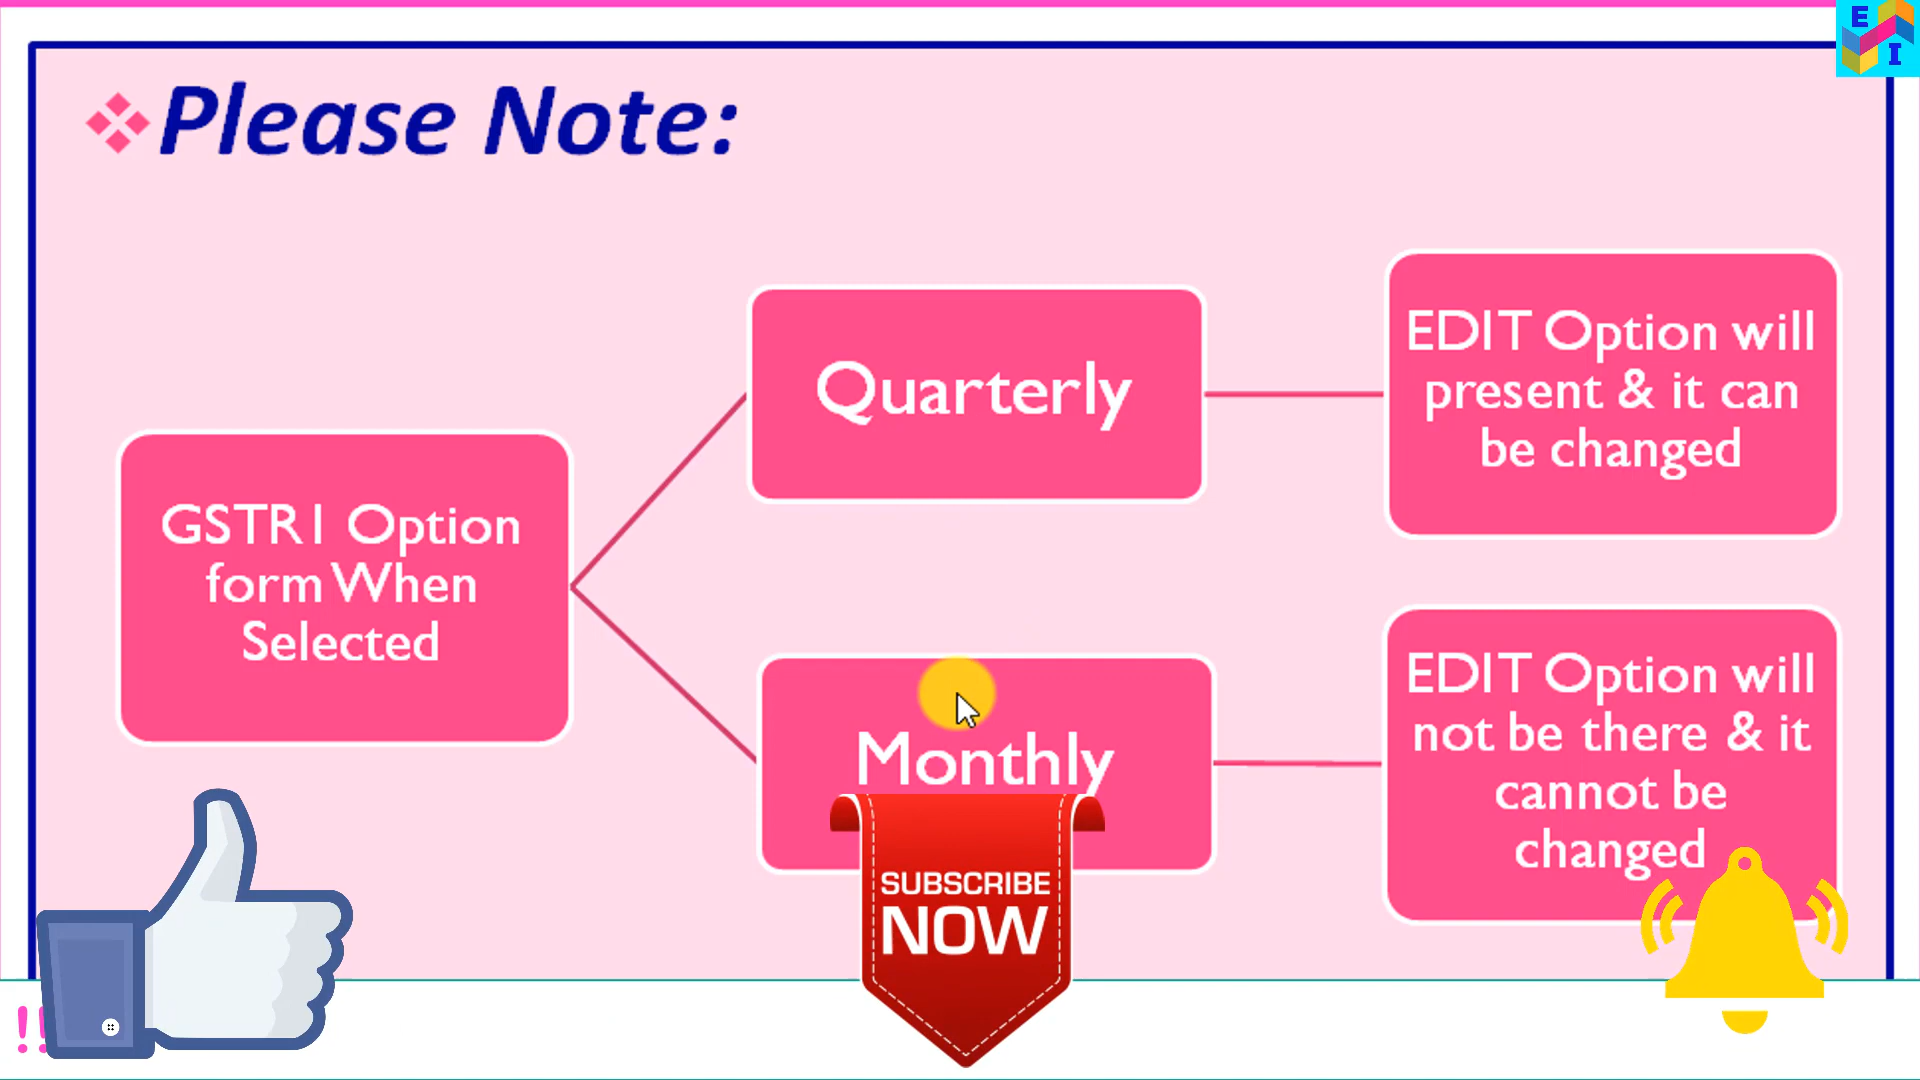 E
I
Please Note:
GSTR1 Option
form When
Selected
Quarterly
EDIT Option will
present & it can
be changed
Monthly
EDIT Option will
not be there & it
cannot be
changed
SUBSCRIBE
NOW
!!